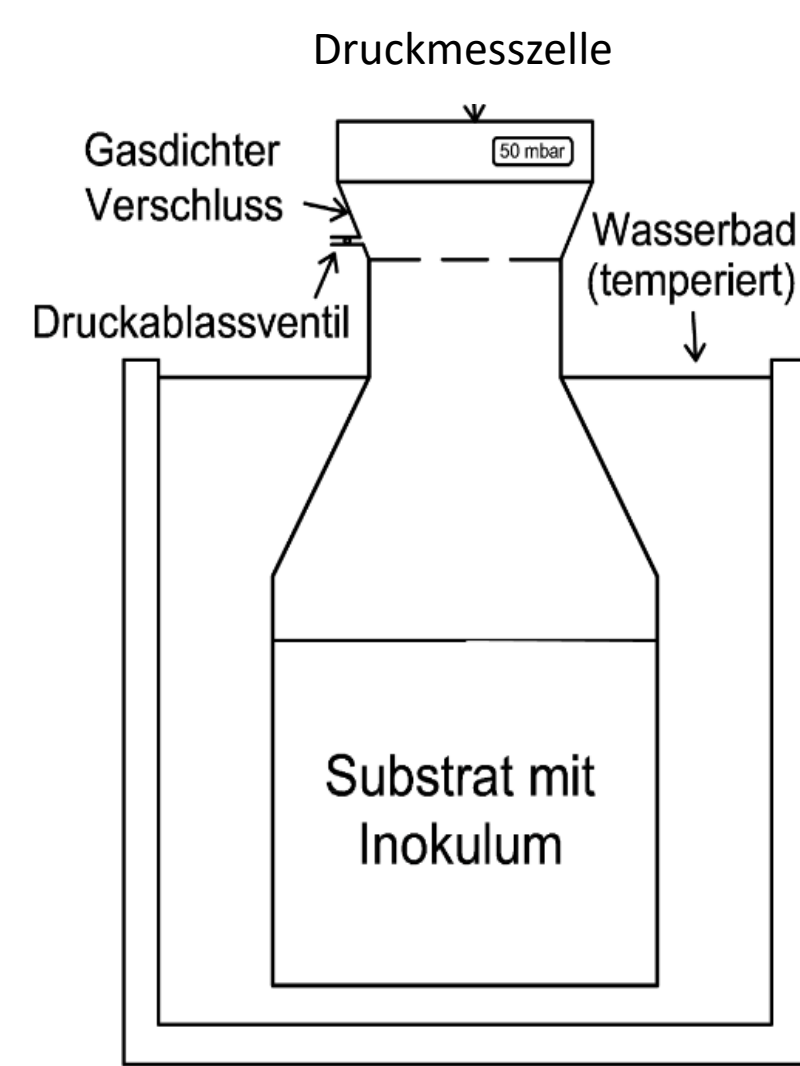 Druckmesszelle
Gasdichter
Verschluss
50 mbar
Wasserbad
(temperiert)
Druckablassventil
Substrat mit
Inokulum